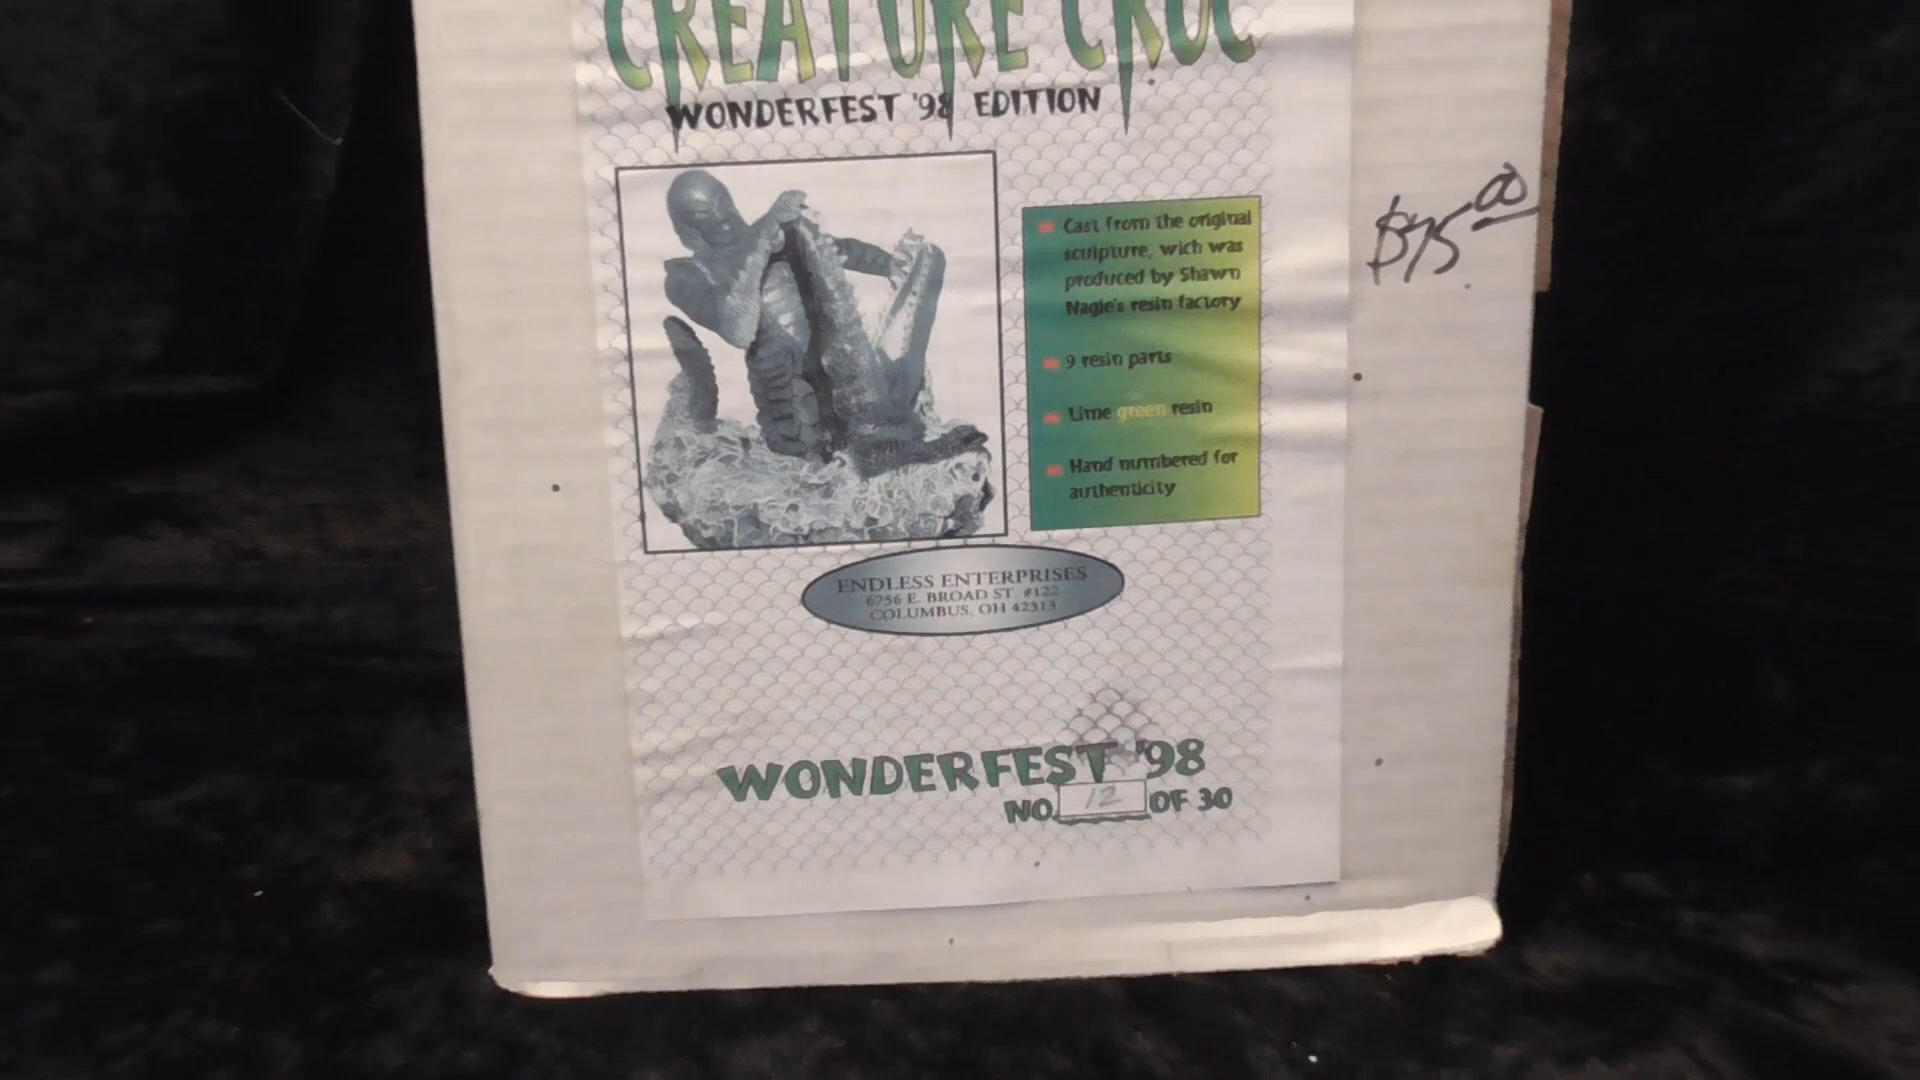 CREATURE CROC
WONDERFEST '98 EDITION
Cast from the original
sculpture, wich was
produced by Shawn
Nagle's resin factory
9 resin parts
Lime green resin
Hand numbered for
authenticity
$75.00
ENDLESS ENTERPRISES
6756 E. BROAD ST #122
COLUMBUS, OH 42313
WONDERFEST '98
NO. 12 OF 30